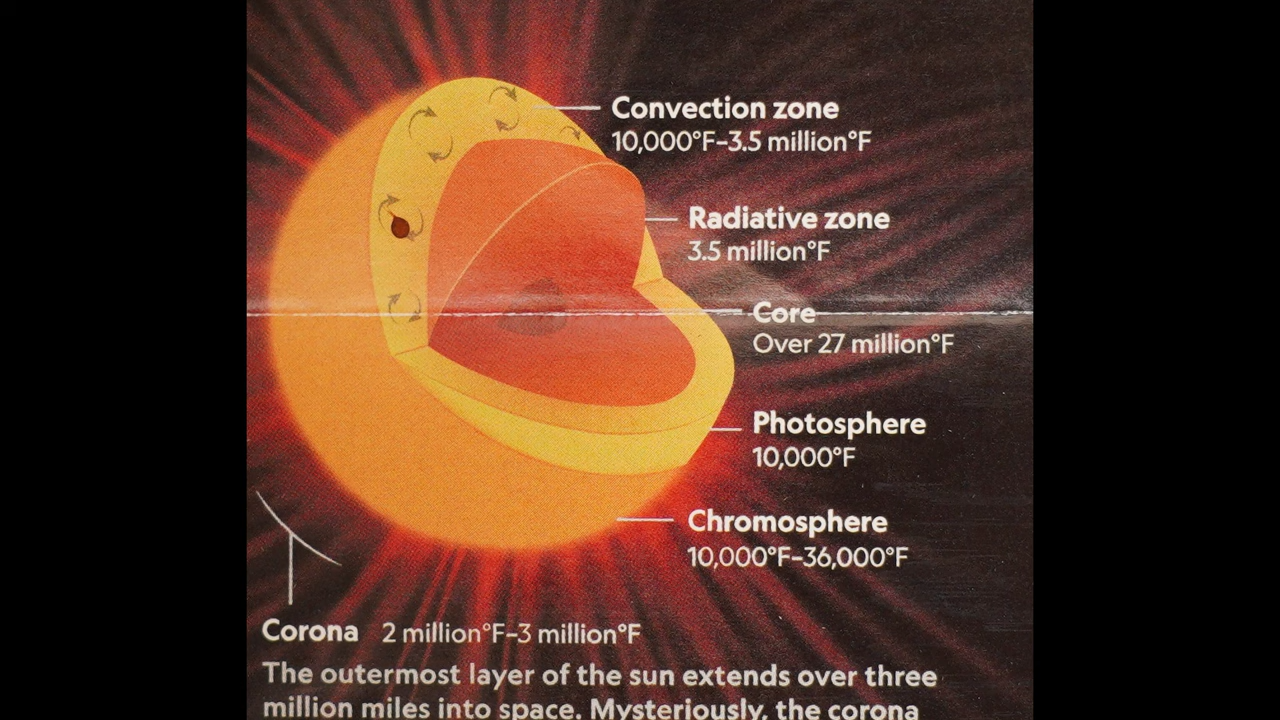 Convection zone
10,000°F–3.5 million°F
Radiative zone
3.5 million°F
Core
Over 27 million°F
Photosphere
10,000°F
Chromosphere
10,000°F–36,000°F
Corona 2 million°F–3 million°F
The outermost layer of the sun extends over three
million miles into space. Mysteriously, the corona